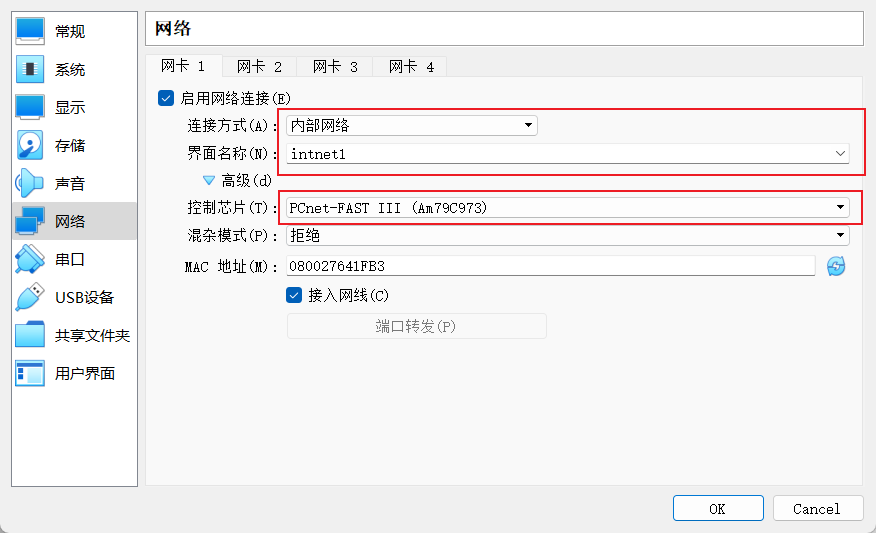 常规
系统
显示
存储
声音
网络
串口
USB设备
共享文件夹
用户界面
网络
网卡 1 网卡 2 网卡 3 网卡 4
启用网络连接(E)
连接方式(A): 内部网络
界面名称(N): intnet1
高级(d)
控制芯片(T): PCnet-FAST III (Am79C973)
混杂模式(P): 拒绝
MAC 地址(M): 080027641FB3
接入网线(C)
端口转发(P)
OK Cancel